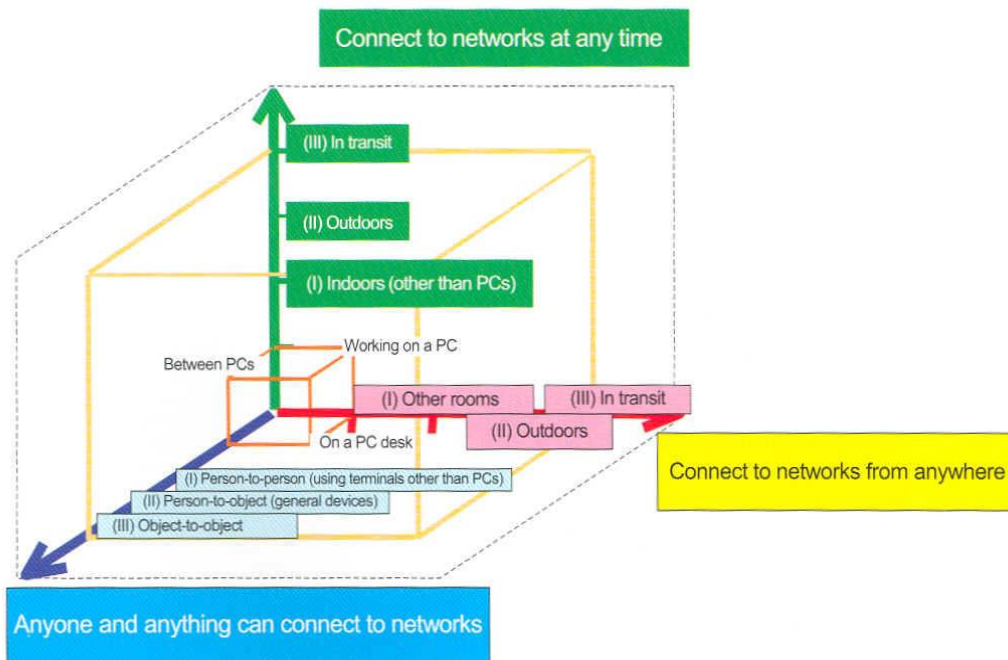 Connect to networks at any time
(III) In transit
(II) Outdoors
(I) Indoors (other than PCs)
Working on a PC
Between PCs
(I) Other rooms
(III) In transit
(II) Outdoors
On a PC desk
Connect to networks from anywhere
(I) Person-to-person (using terminals other than PCs)
(II) Person-to-object (general devices)
(III) Object-to-object
Anyone and anything can connect to networks